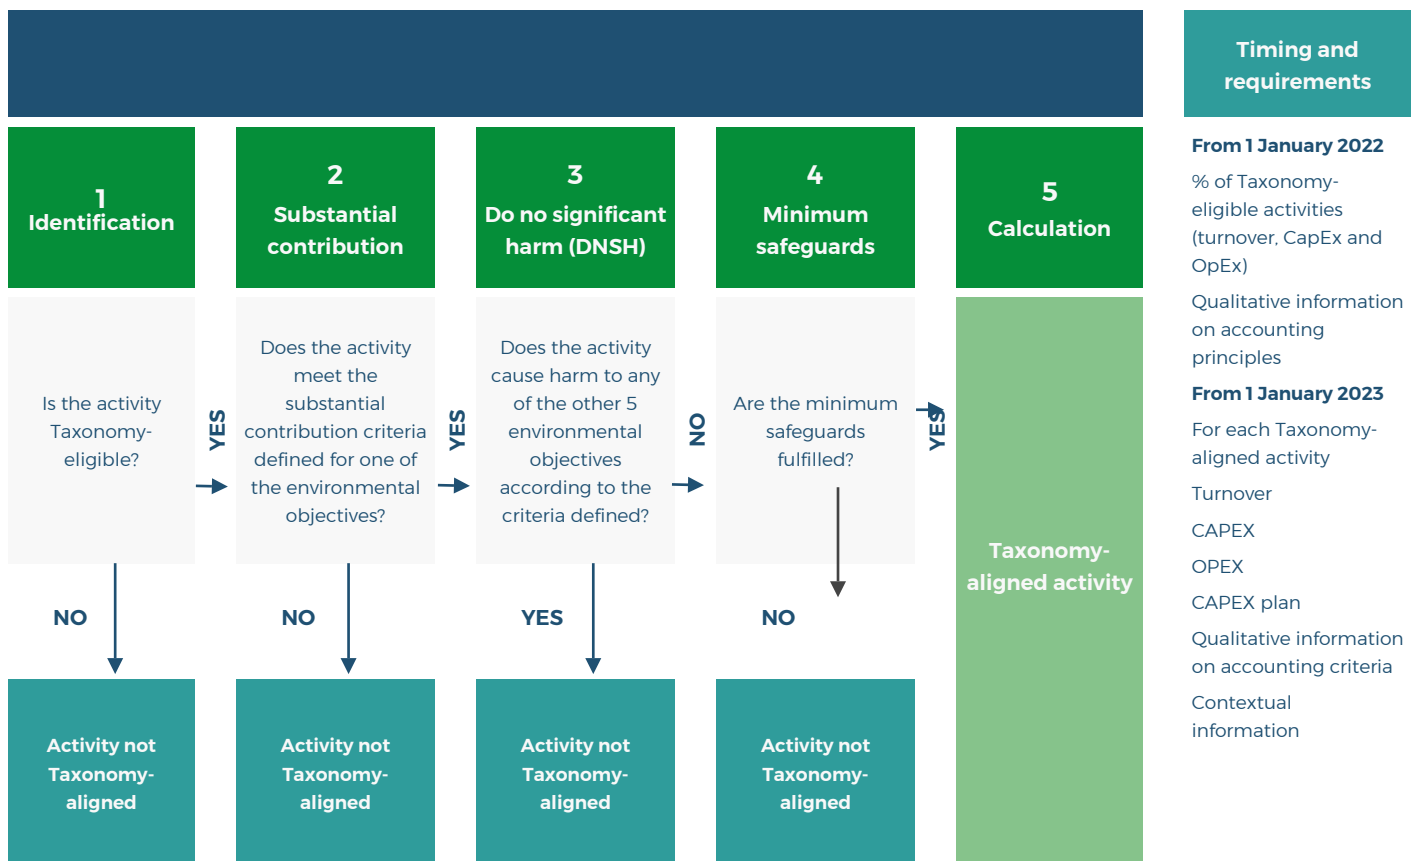 Timing and
requirements
1
Identification
2
Substantial
contribution
3
Do no significant
harm (DNSH)
4
Minimum
safeguards
5
Calculation
Is the activity
Taxonomy-
eligible?
YES
NO
Activity not
Taxonomy-
aligned
Does the activity
meet the
substantial
contribution criteria
defined for one of
the environmental
objectives?
YES
NO
Activity not
Taxonomy-
aligned
Does the activity
cause harm to any
of the other 5
environmental
objectives
according to the
criteria defined?
NO
YES
Activity not
Taxonomy-
aligned
Are the minimum
safeguards
fulfilled?
YES
NO
Activity not
Taxonomy-
aligned
Taxonomy-
aligned activity
From 1 January 2022
% of Taxonomy-
eligible activities
(turnover, CapEx and
OpEx)
Qualitative information
on accounting
principles
From 1 January 2023
For each Taxonomy-
aligned activity
Turnover
CAPEX
OPEX
CAPEX plan
Qualitative information
on accounting criteria
Contextual
information